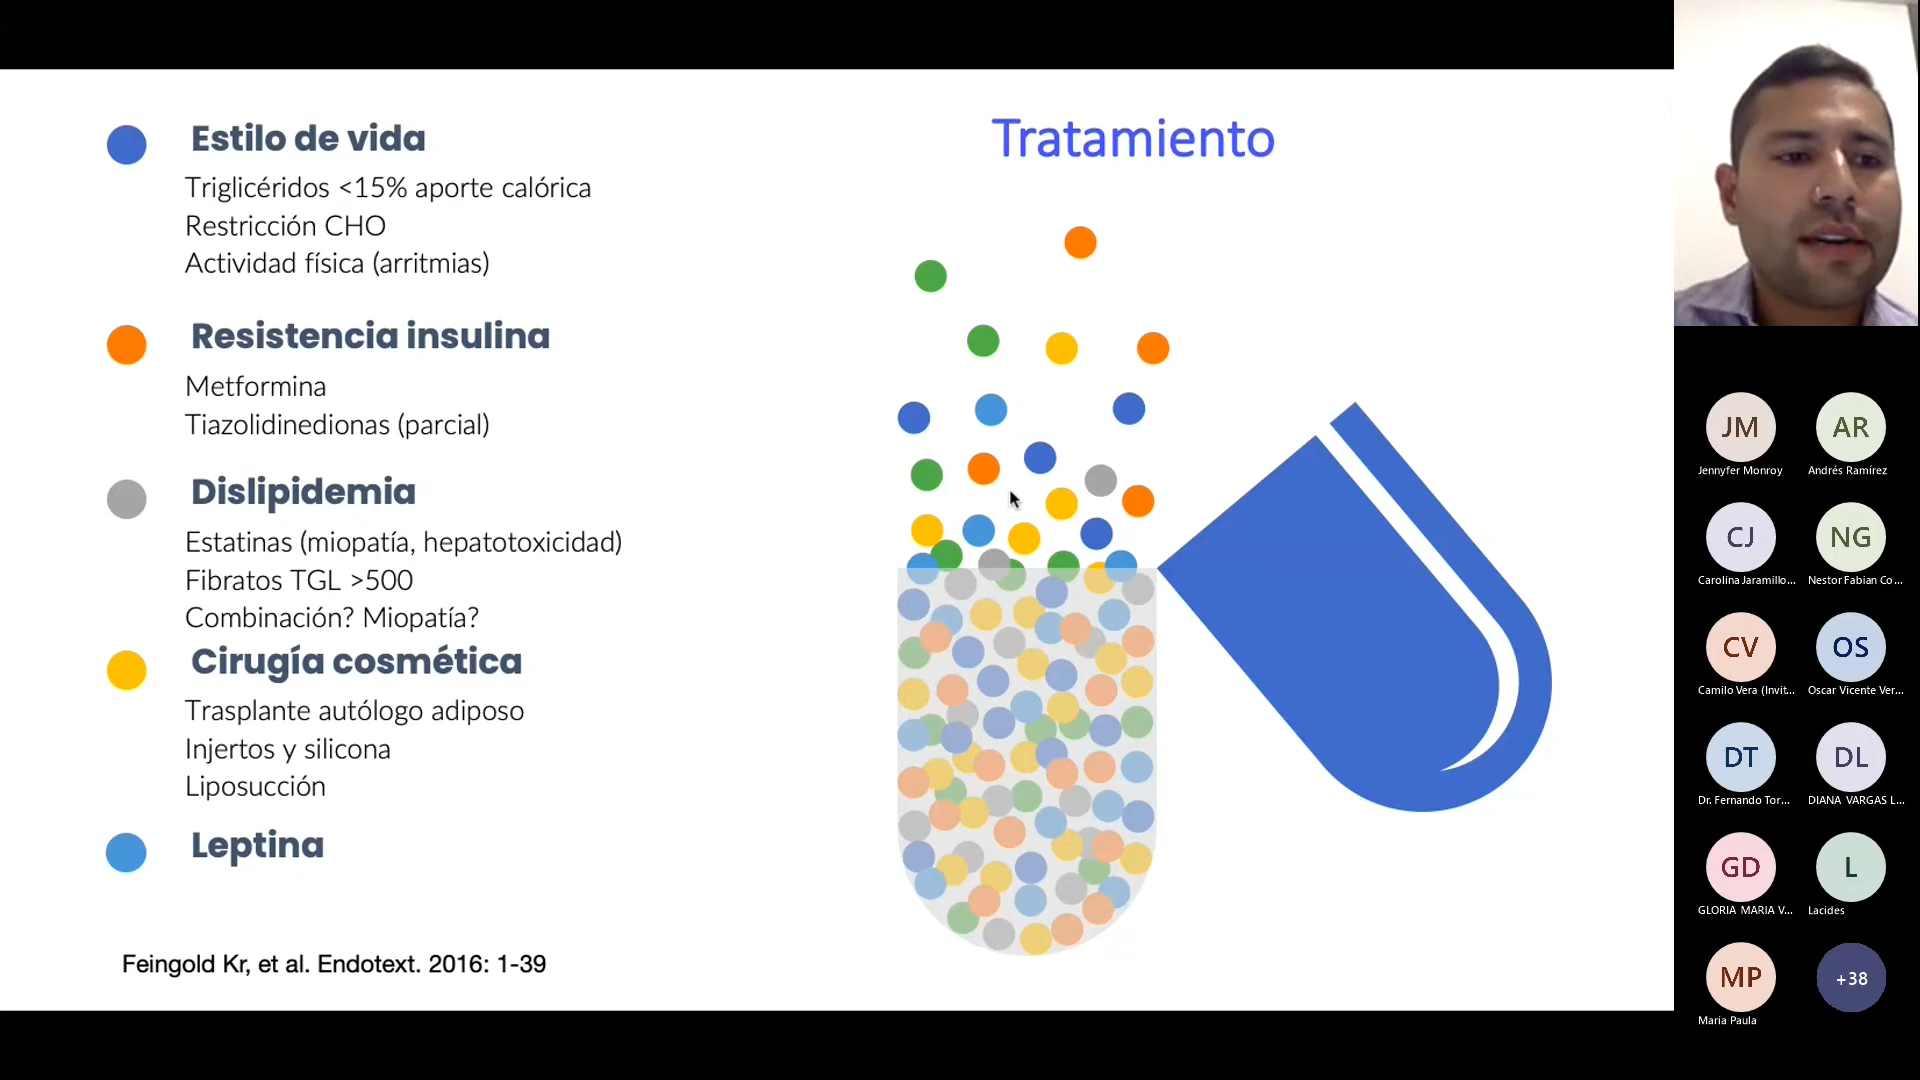 Tratamiento
Estilo de vida
Triglicéridos <15% aporte calórica
Restricción CHO
Actividad física (arritmias)
Resistencia insulina
Metformina
Tiazolidinedionas (parcial)
Dislipidemia
Estatinas (miopatía, hepatotoxicidad)
Fibratos TGL >500
Combinación? Miopatía?
Cirugía cosmética
Trasplante autólogo adiposo
Injertos y silicona
Liposucción
Leptina
Feingold Kr, et al. Endotext. 2016: 1-39
JM
Jennyfer Monroy
AR
Andrés Ramírez
CJ
Carolina Jaramillo...
NG
Nestor Fabian Co...
CV
Camilo Vera (Invit...
OS
Oscar Vicente Ver...
DT
Dr. Fernando Tor...
DL
DIANA VARGAS L...
GD
GLORIA MARIA V...
L
Lacides
MP
Maria Paula
+38